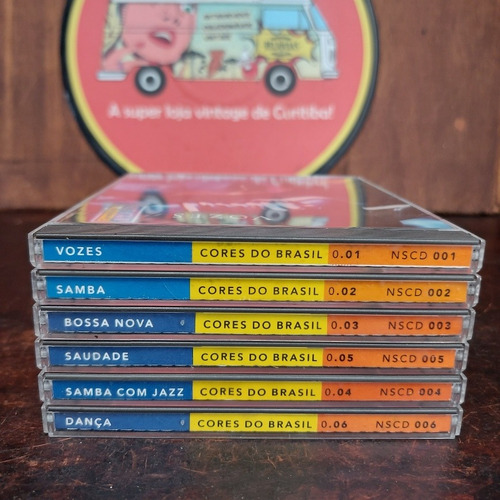 A super loja vintage de Curitiba!
VOZES CORES DO BRASIL 0.01 NSCD 001
SAMBA CORES DO BRASIL 0.02 NSCD 002
BOSSA NOVA CORES DO BRASIL 0.03 NSCD 003
SAUDADE CORES DO BRASIL 0.05 NSCD 005
SAMBA COM JAZZ CORES DO BRASIL 0.04 NSCD 004
DANÇA CORES DO BRASIL 0.06 NSCD 006